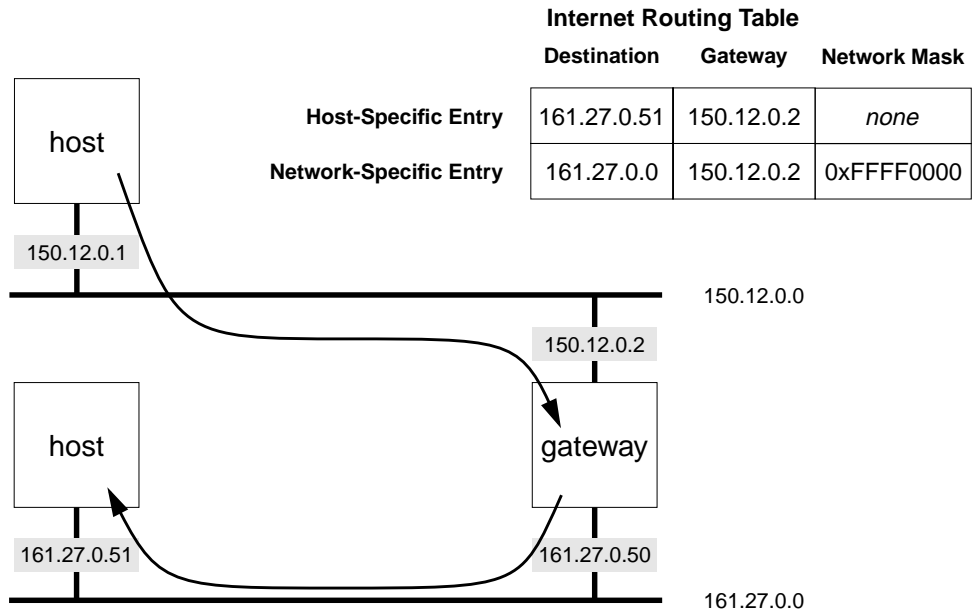 Internet Routing Table
Destination Gateway Network Mask
Host-Specific Entry 161.27.0.51 150.12.0.2 none
Network-Specific Entry 161.27.0.0 150.12.0.2 0xFFFF0000
host
150.12.0.1
150.12.0.0
150.12.0.2
host
gateway
161.27.0.51
161.27.0.50
161.27.0.0